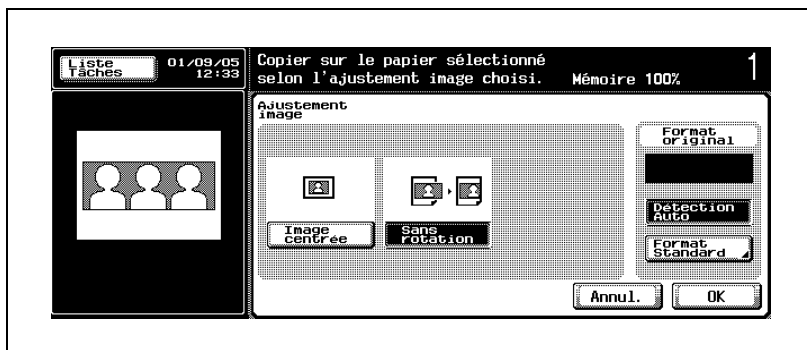 Liste
Tâches
01/09/05
12:33
Copier sur le papier sélectionné
selon l'ajustement image choisi.
Mémoire 100%
1
Ajustement
image
Format
original
Image
centrée
Sans
rotation
Détection
Auto
Format
Standard
Annul.
OK